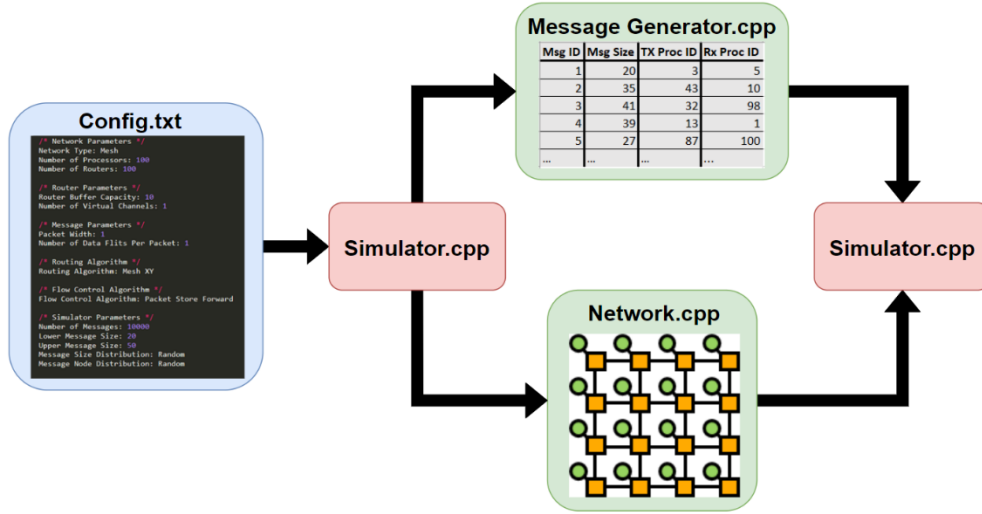 Config.txt
/* Network Parameters */
Network Type: Mesh
Number of Processors: 100
Number of Routers: 100
/* Router Parameters */
Router Buffer Capacity: 10
Number of Virtual Channels: 1
/* Message Parameters */
Packet Width: 1
Number of Data Flits Per Packet: 1
/* Routing Algorithm */
Routing Algorithm: Mesh XY
/* Flow Control Algorithm */
Flow Control Algorithm: Packet Store Forward
/* Simulator Parameters */
Number of Messages: 10000
Lower Message Size: 20
Upper Message Size: 50
Message Size Distribution: Random
Message Node Distribution: Random
Simulator.cpp
Message Generator.cpp
Msg ID Msg Size TX Proc ID Rx Proc ID
1 20 3 5
2 35 43 10
3 41 32 98
4 39 13 1
5 27 87 100
... ... ... ...
Network.cpp
Simulator.cpp